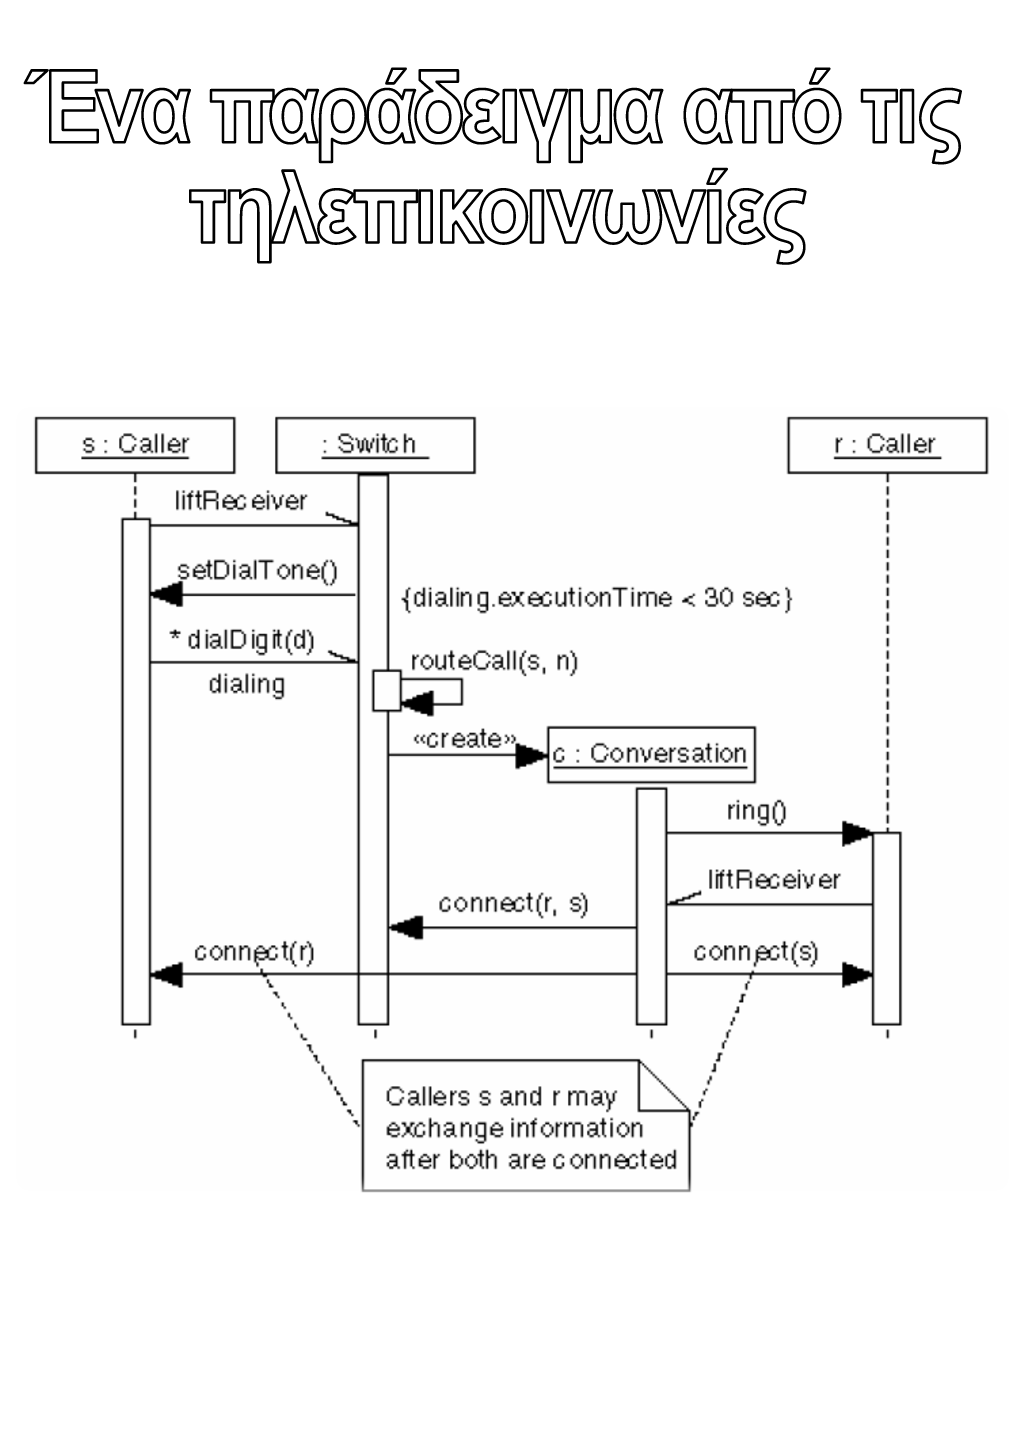 Ένα παράδειγμα από τις
τηλεπικοινωνίες
s : Caller
: Switch
r : Caller
liftReceiver
setDialTone()
{dialing.executionTime < 30 sec}
* dialDigit(d)
routeCall(s, n)
dialing
«create»
c : Conversation
ring()
liftReceiver
connect(r, s)
connect(r)
connect(s)
Callers s and r may
exchange information
after both are connected